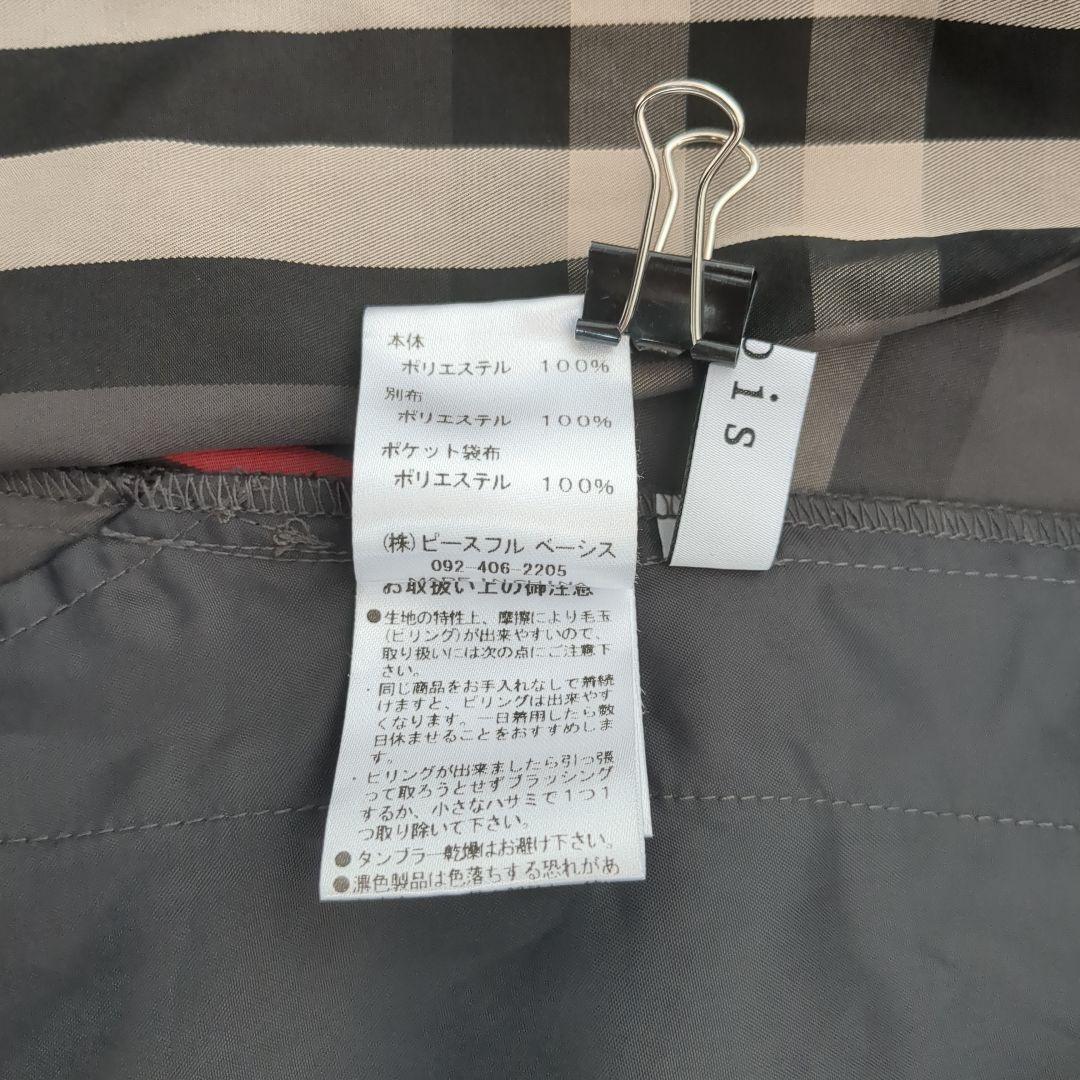 本体
ポリエステル 100%
別布
ポリエステル 100%
ポケット袋布
ポリエステル 100%
(株)ピースフル ベーシス
092-406-2205
お取扱い上の御注意
●生地の特性上、摩擦により毛玉
(ピリング)が出来やすいので、
取り扱いには次の点にご注意下
さい。
・同じ商品をお手入れなしで着続
けますと、ピリングは出来やす
くなります。一日着用したら数
日休ませることをおすすめしま
す。
・ピリングが出来ましたら引っ張
って取ろうとせずブラッシング
するか、小さなハサミで1つ1
つ取り除いて下さい。
●タンブラー乾燥はお避け下さい。
●濃色製品は色落ちする恐れがあ
ois